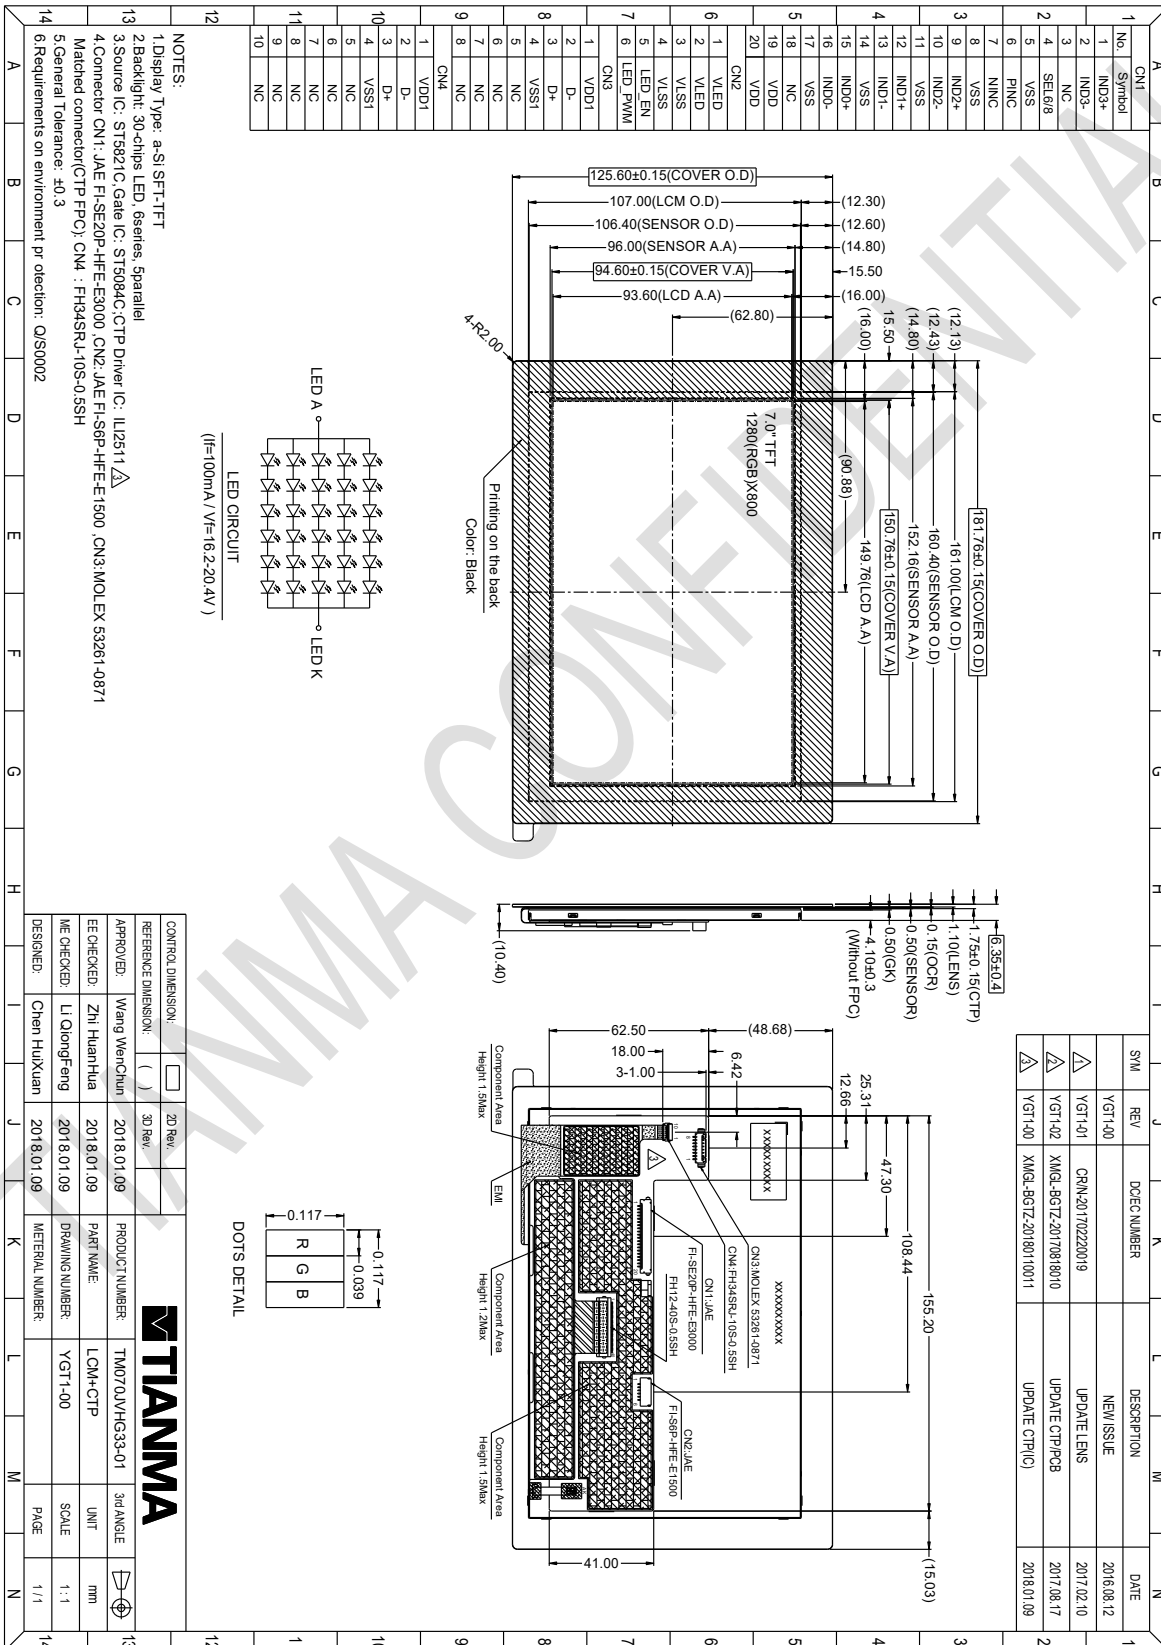 CN1
No. Symbol
1 IND3+
2 IND3-
3 NC
4 SEL6/8
5 VSS
6 PINC
7 NINC
8 VSS
9 IND2+
10 IND2-
11 VSS
12 IND1+
13 IND1-
14 VSS
15 IND0+
16 IND0-
17 VSS
18 NC
19 VDD
20 VDD
CN2
1 VLED
2 VLED
3 VLSS
4 VLSS
5 LED_EN
6 LED_PWM
CN3
1 VDD1
2 D-
3 D+
4 VSS1
5 NC
6 NC
7 NC
8 NC
CN4
1 VDD1
2 D-
3 D+
4 VSS1
5 NC
6 NC
7 NC
8 NC
9 NC
10 NC
181.76±0.15(COVER O.D)
(12.13) 161.00(LCM O.D)
(12.43) 160.40(SENSOR O.D)
(14.80) 152.16(SENSOR A.A)
15.50 150.76±0.15(COVER V.A)
(16.00) 149.76(LCD A.A)
(90.88)
125.60±0.15(COVER O.D)
107.00(LCM O.D) (12.30)
106.40(SENSOR O.D) (12.60)
96.00(SENSOR A.A) (14.80)
94.60±0.15(COVER V.A) 15.50
93.60(LCD A.A) (16.00)
(62.80)
4-R2.00
7.0" TFT
1280(RGB)X800
Printing on the back
Color: Black
6.35±0.4
1.75±0.15(CTP)
1.10(LENS)
0.15(OCR)
0.50(SENSOR)
0.50(GK)
4.10±0.3
(Without FPC)
(10.40)
155.20
(15.03)
108.44
47.30
25.31
12.66
6.42
(48.68)
62.50
18.00
3-1.00
41.00
XXXXXXXXXX
XXXXXXXXXX
CN3:MOLEX 53261-0871
CN4:FH34SRJ-10S-0.5SH
CN1:JAE
FI-SE20P-HFE-E3000
FH12-40S-0.5SH
CN2:JAE
FI-S6P-HFE-E1500
Component Area
Height 1.5Max
EMI
Component Area
Height 1.2Max
Component Area
Height 1.5Max
3
LED A
LED K
LED CIRCUIT
(If=100mA / Vf=16.2-20.4V )
0.117
0.039
0.117
R G B
DOTS DETAIL
NOTES:
1.Display Type: a-Si SFT-TFT
2.Backlight: 30-chips LED, 6series, 5parallel
3.Source IC: ST5821C,Gate IC: ST5084C;CTP Driver IC: ILI2511 3
4.Connector CN1: JAE FI-SE20P-HFE-E3000 ,CN2: JAE FI-S6P-HFE-E1500 ,CN3:MOLEX 53261-0871
Matched connector(CTP FPC): CN4 : FH34SRJ-10S-0.5SH
5.General Tolerance: ±0.3
6.Requirements on environment pr otection: Q/S0002
SYM REV DC/EC NUMBER DESCRIPTION DATE
YGT1-00 NEW ISSUE 2016.08.12
1 YGT1-01 CR/N-20170220019 UPDATE LENS 2017.02.10
2 YGT1-02 XMGL-BGTZ-20170818010 UPDATE CTP/PCB 2017.08.17
3 YGT1-00 XMGL-BGTZ-20180110011 UPDATE CTP(IC) 2018.01.09
CONTROL DIMENSION: 2D Rev.
REFERENCE DIMENSION: ( ) 3D Rev.
APPROVED: Wang WenChun 2018.01.09
EE CHECKED: Zhi HuanHua 2018.01.09
ME CHECKED: Li QiongFeng 2018.01.09
DESIGNED: Chen HuiXuan 2018.01.09
TIANMA
PRODUCT NUMBER: TM070JVHG33-01 3rd ANGLE
PART NAME: LCM+CTP UNIT mm
DRAWING NUMBER: YGT1-00 SCALE 1:1
METERIAL NUMBER: PAGE 1/1
TIANMA CONFIDENTIAL
A B C D E F G H I J K L M N
1 2 3 4 5 6 7 8 9 10 11 12 13 14